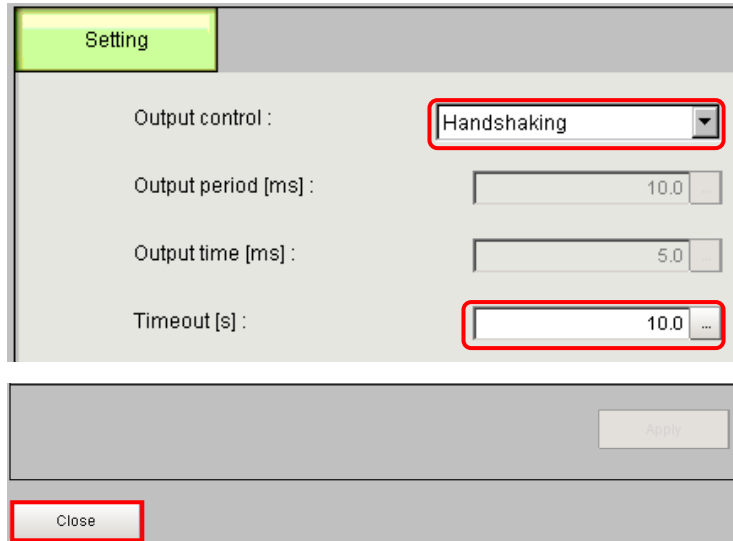 Setting
Output control : Handshaking
Output period [ms] : 10.0 ...
Output time [ms] : 5.0 ...
Timeout [s] : 10.0 ...
Apply
Close